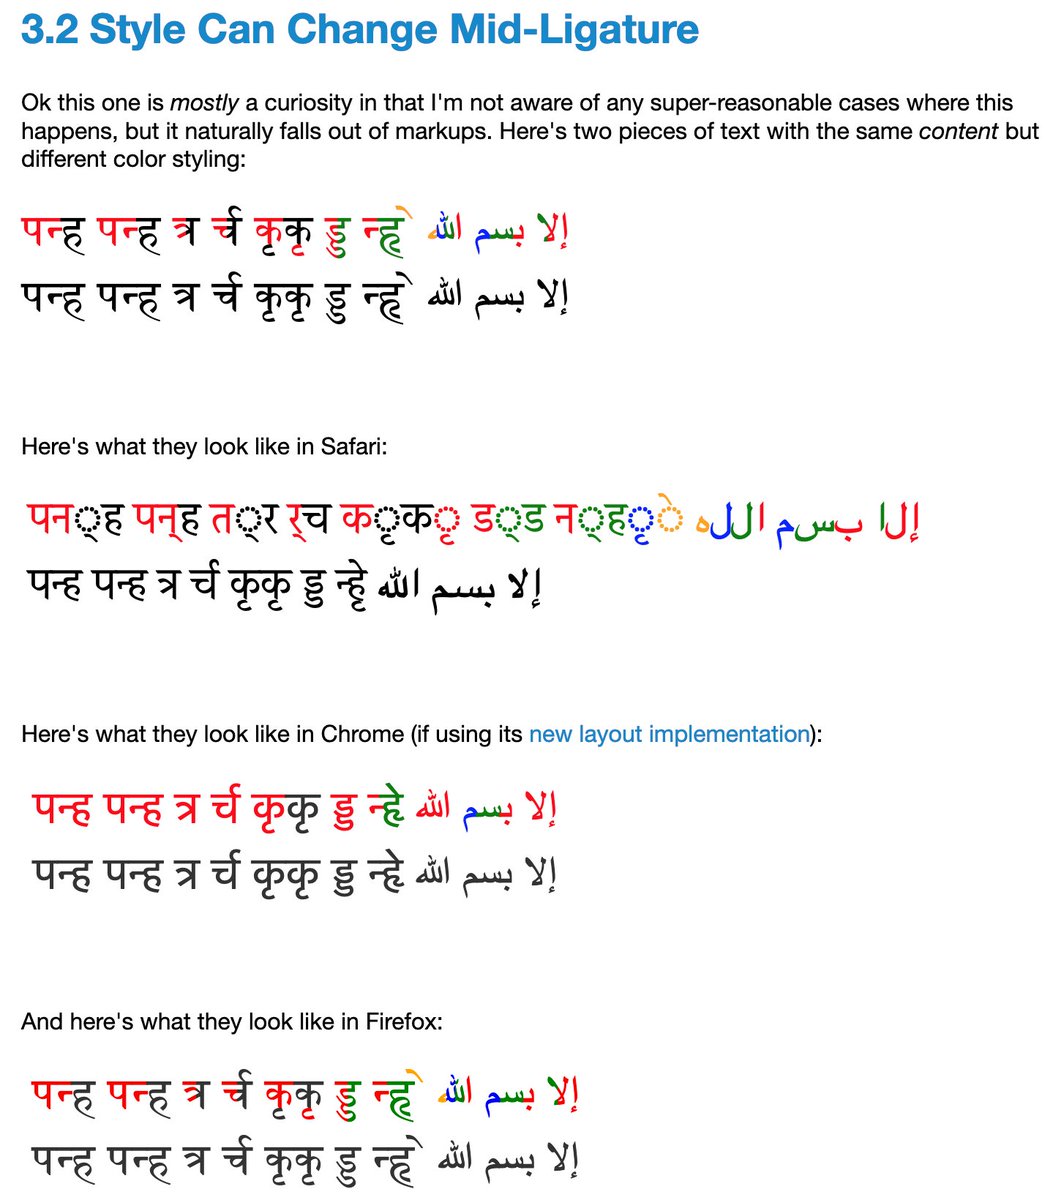 3.2 Style Can Change Mid-Ligature
Ok this one is mostly a curiosity in that I'm not aware of any super-reasonable cases where this
happens, but it naturally falls out of markups. Here's two pieces of text with the same content but
different color styling:
पन्ह पन्ह त्र र्च कृकृ ड्ड न्हृे إلا بسم الله
पन्ह पन्ह त्र र्च कृकृ ड्ड न्हृे إلا بسم الله
Here's what they look like in Safari:
पन्ह पन्ह त्र र्च कृकृ ड्ड न्हृे إلا بسم الله
पन्ह पन्ह त्र र्च कृकृ ड्ड न्हृे إلا بسم الله
Here's what they look like in Chrome (if using its new layout implementation):
पन्ह पन्ह त्र र्च कृकृ ड्ड न्हृे إلا بسم الله
पन्ह पन्ह त्र र्च कृकृ ड्ड न्हृे إلا بسم الله
And here's what they look like in Firefox:
पन्ह पन्ह त्र र्च कृकृ ड्ड न्हृे إلا بسم الله
पन्ह पन्ह त्र र्च कृकृ ड्ड न्हृे إلا بسم الله